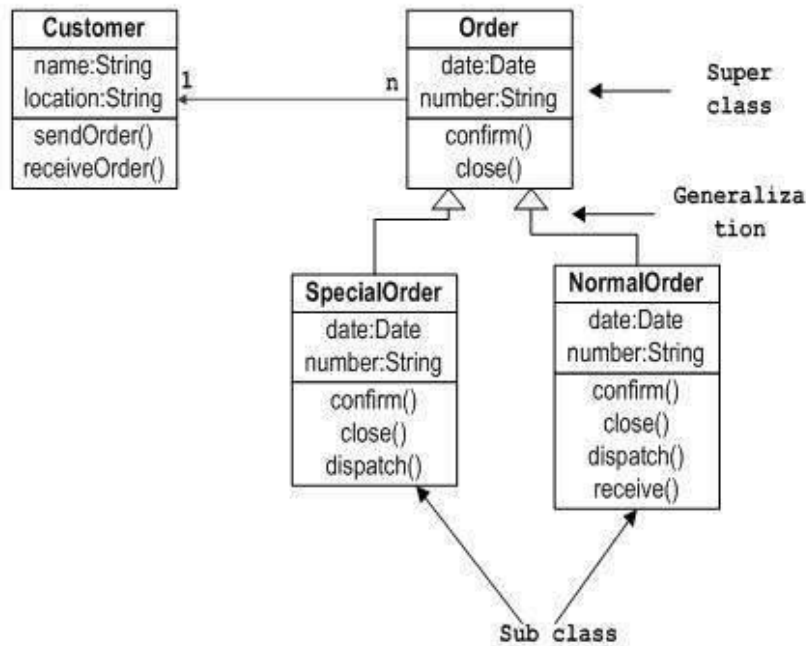 Customer
name:String
location:String
sendOrder()
receiveOrder()
1
n
Order
date:Date
number:String
confirm()
close()
Super
class
Generaliza
tion
SpecialOrder
date:Date
number:String
confirm()
close()
dispatch()
NormalOrder
date:Date
number:String
confirm()
close()
dispatch()
receive()
Sub class